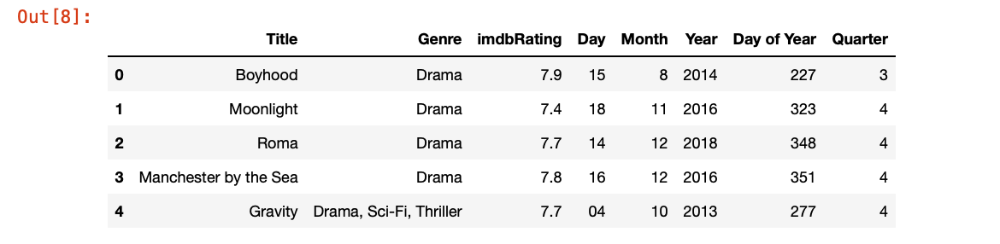 Out[8]:
Title Genre imdbRating Day Month Year Day of Year Quarter
0 Boyhood Drama 7.9 15 8 2014 227 3
1 Moonlight Drama 7.4 18 11 2016 323 4
2 Roma Drama 7.7 14 12 2018 348 4
3 Manchester by the Sea Drama 7.8 16 12 2016 351 4
4 Gravity Drama, Sci-Fi, Thriller 7.7 04 10 2013 277 4